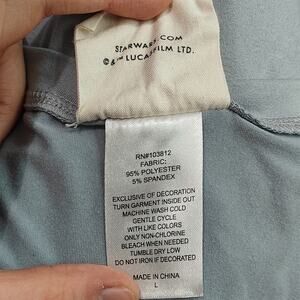 STARWARS.COM
© & ™ LUCASFILM LTD.
RN#103812
FABRIC:
95% POLYESTER
5% SPANDEX
EXCLUSIVE OF DECORATION
TURN GARMENT INSIDE OUT
MACHINE WASH COLD
GENTLE CYCLE
WITH LIKE COLORS
ONLY NON-CHLORINE
BLEACH WHEN NEEDED
TUMBLE DRY LOW
DO NOT IRON IF DECORATED
MADE IN CHINA
L